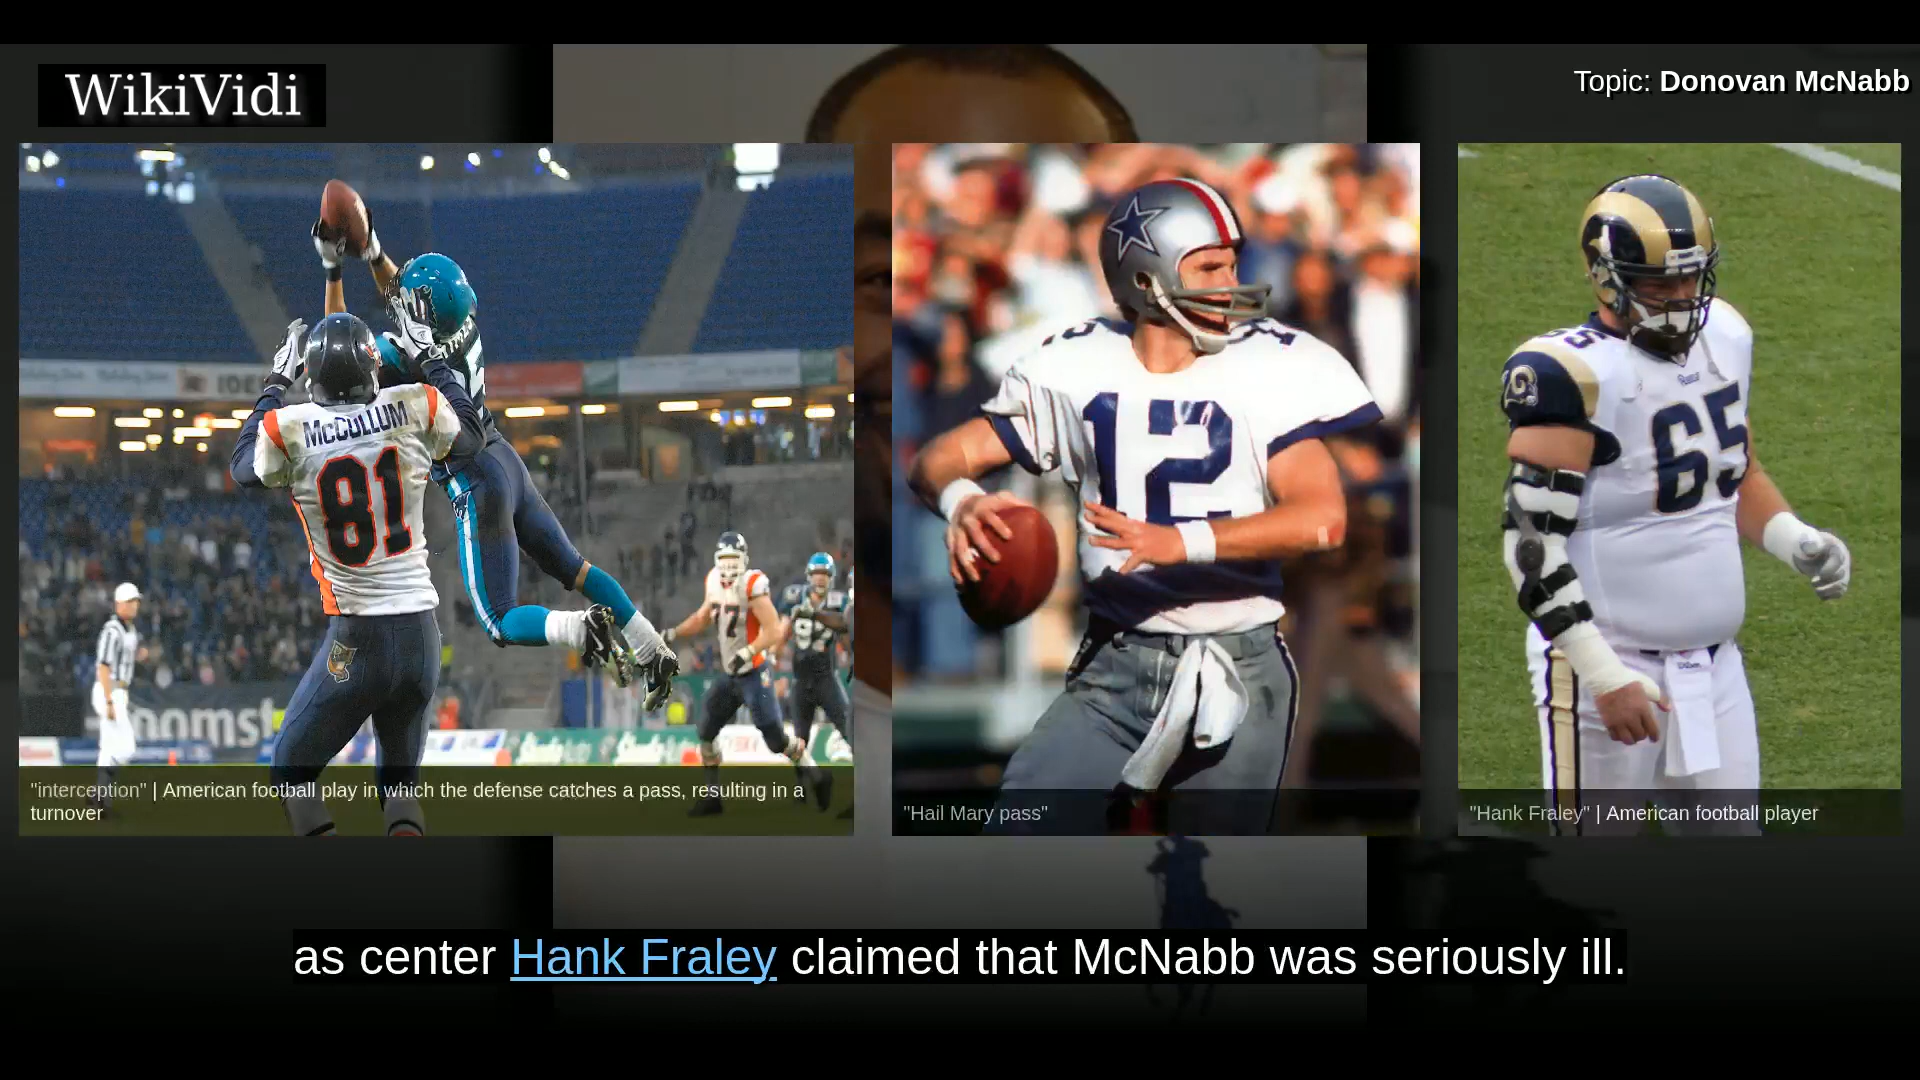 WikiVidi
Topic: Donovan McNabb
McCULLUM
81
77
12
65
"interception" | American football play in which the defense catches a pass, resulting in a
turnover
"Hail Mary pass"
"Hank Fraley" | American football player
as center Hank Fraley claimed that McNabb was seriously ill.